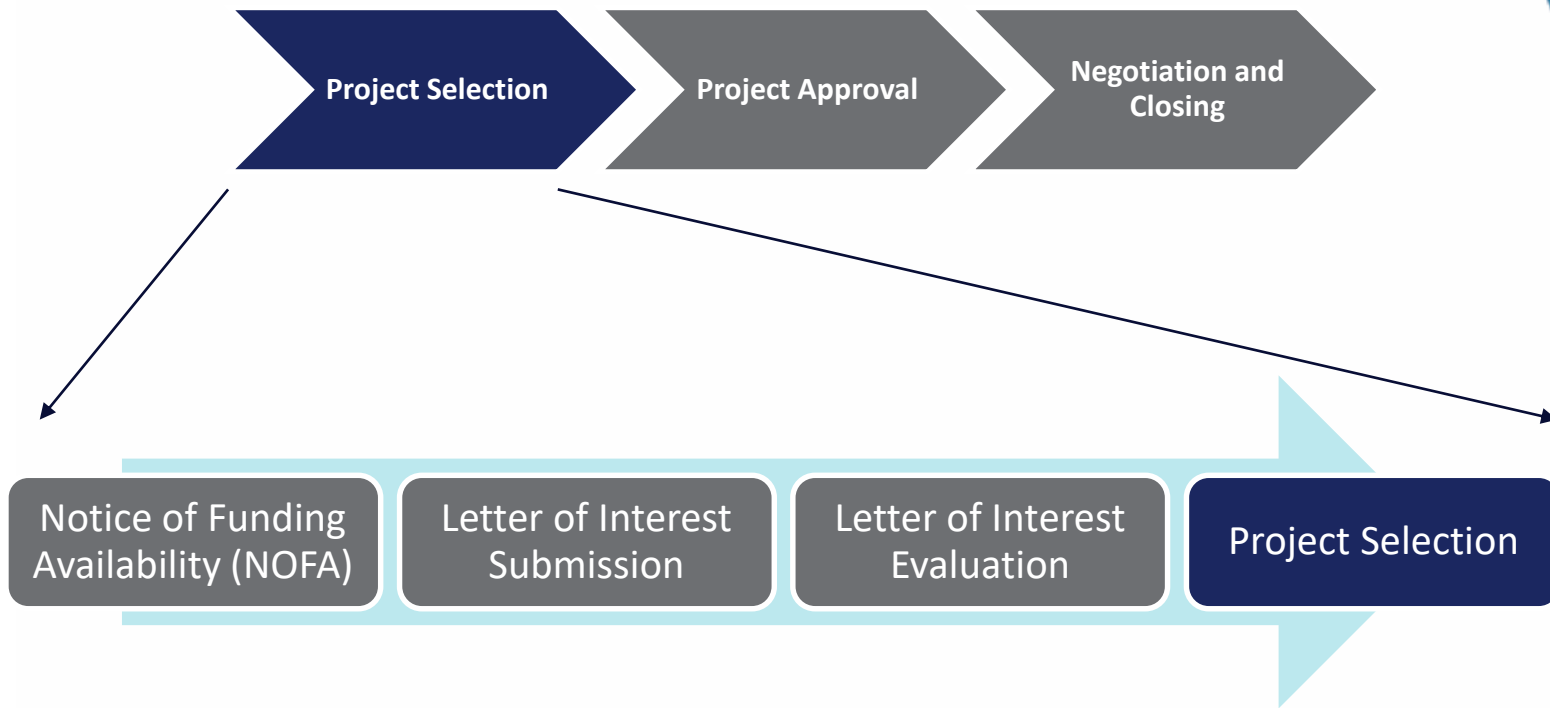 Project Selection
Project Approval
Negotiation and
Closing
Notice of Funding
Availability (NOFA)
Letter of Interest
Submission
Letter of Interest
Evaluation
Project Selection